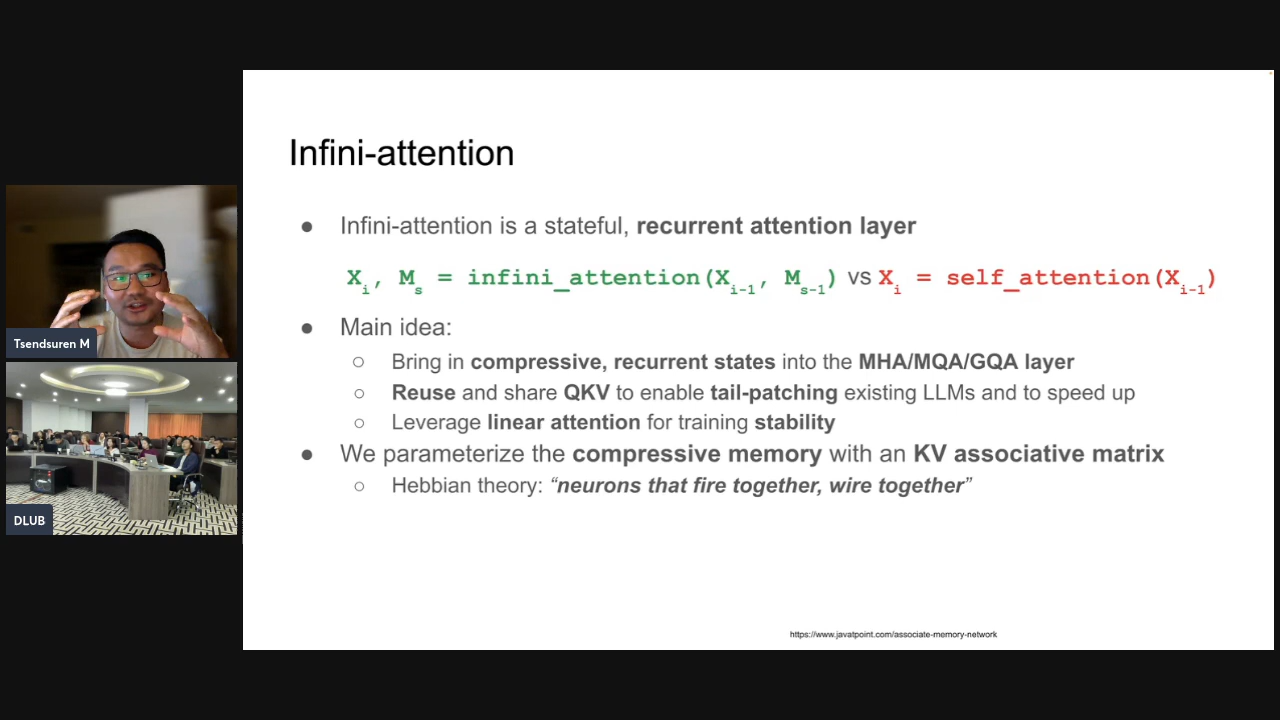 Infini-attention
● Infini-attention is a stateful, recurrent attention layer
Xi, Ms = infini_attention(Xi-1, Ms-1) vs Xi = self_attention(Xi-1)
● Main idea:
○ Bring in compressive, recurrent states into the MHA/MQA/GQA layer
○ Reuse and share QKV to enable tail-patching existing LLMs and to speed up
○ Leverage linear attention for training stability
● We parameterize the compressive memory with an KV associative matrix
○ Hebbian theory: “neurons that fire together, wire together”
https://www.javatpoint.com/associate-memory-network
Tsendsuren M
DLUB